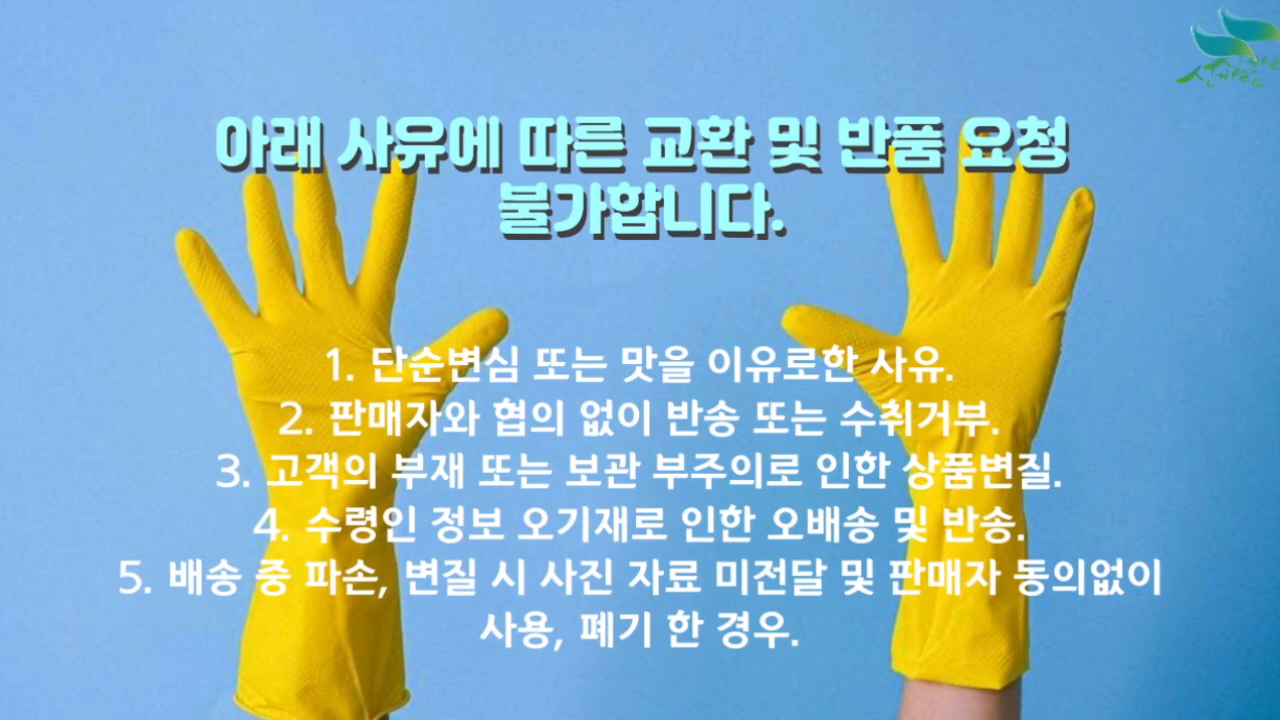 아래 사유에 따른 교환 및 반품 요청
불가합니다.
1. 단순변심 또는 맛을 이유로한 사유.
2. 판매자와 협의 없이 반송 또는 수취거부.
3. 고객의 부재 또는 보관 부주의로 인한 상품변질.
4. 수령인 정보 오기재로 인한 오배송 및 반송.
5. 배송 중 파손, 변질 시 사진 자료 미전달 및 판매자 동의없이
사용, 폐기 한 경우.